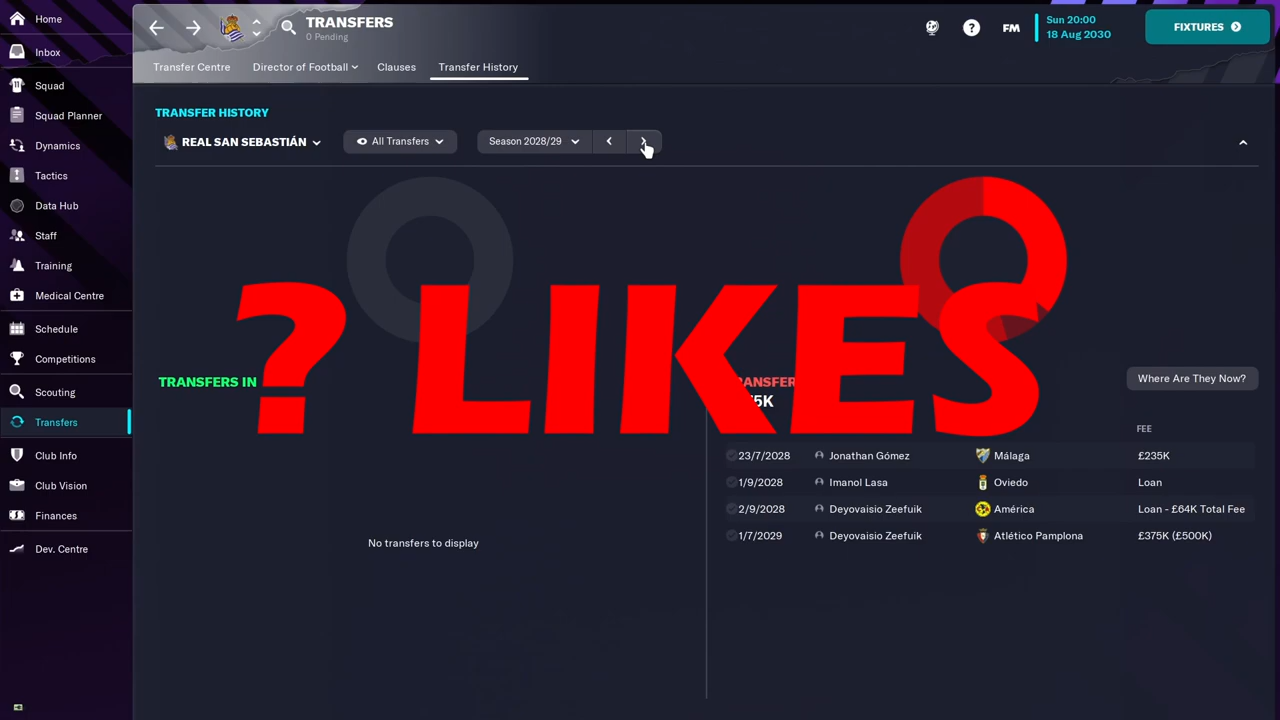 Home
Inbox
Squad
Squad Planner
Dynamics
Tactics
Data Hub
Staff
Training
Medical Centre
Schedule
Competitions
Scouting
Transfers
Club Info
Club Vision
Finances
Dev. Centre
TRANSFERS
0 Pending
FM
Sun 20:00
18 Aug 2030
FIXTURES
Transfer Centre
Director of Football
Clauses
Transfer History
TRANSFER HISTORY
REAL SAN SEBASTIÁN
All Transfers
Season 2028/29
? LIKES
TRANSFERS IN
No transfers to display
Where Are They Now?
FEE
23/7/2028 Jonathan Gómez Málaga £235K
1/9/2028 Imanol Lasa Oviedo Loan
2/9/2028 Deyovaisio Zeefuik América Loan - £64K Total Fee
1/7/2029 Deyovaisio Zeefuik Atlético Pamplona £375K (£500K)